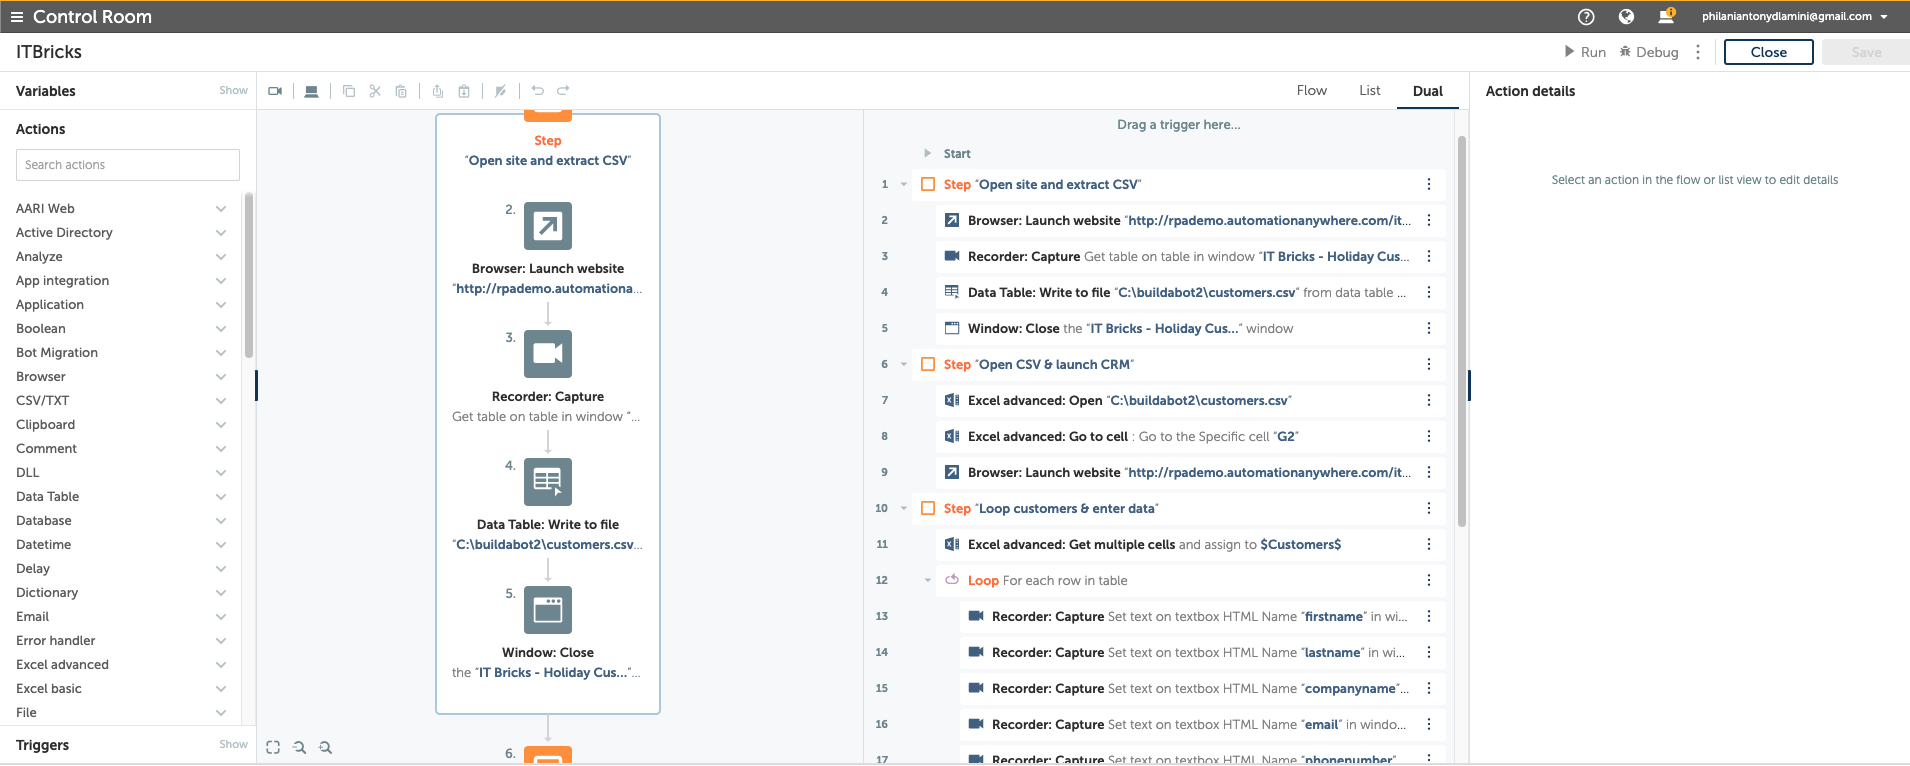 Control Room
philaniantonydlamini@gmail.com
ITBricks
Run
Debug
Close
Save
Variables
Show
Flow
List
Dual
Action details
Actions
Search actions
AARI Web
Active Directory
Analyze
App integration
Application
Boolean
Bot Migration
Browser
CSV/TXT
Clipboard
Comment
DLL
Data Table
Database
Datetime
Delay
Dictionary
Email
Error handler
Excel advanced
Excel basic
File
Triggers
Show
Step
"Open site and extract CSV"
2.
Browser: Launch website
"http://rpademo.automationa...
3.
Recorder: Capture
Get table on table in window "...
4.
Data Table: Write to file
"C:\buildabot2\customers.csv...
5.
Window: Close
the "IT Bricks - Holiday Cus..."...
6.
Drag a trigger here...
Start
1 Step "Open site and extract CSV"
2 Browser: Launch website "http://rpademo.automationanywhere.com/it...
3 Recorder: Capture Get table on table in window "IT Bricks - Holiday Cus...
4 Data Table: Write to file "C:\buildabot2\customers.csv" from data table ...
5 Window: Close the "IT Bricks - Holiday Cus..." window
6 Step "Open CSV & launch CRM"
7 Excel advanced: Open "C:\buildabot2\customers.csv"
8 Excel advanced: Go to cell : Go to the Specific cell "G2"
9 Browser: Launch website "http://rpademo.automationanywhere.com/it...
10 Step "Loop customers & enter data"
11 Excel advanced: Get multiple cells and assign to $Customers$
12 Loop For each row in table
13 Recorder: Capture Set text on textbox HTML Name "firstname" in wi...
14 Recorder: Capture Set text on textbox HTML Name "lastname" in wi...
15 Recorder: Capture Set text on textbox HTML Name "companyname"...
16 Recorder: Capture Set text on textbox HTML Name "email" in windo...
17 Recorder: Capture Set text on textbox HTML Name "phonenumber"
Select an action in the flow or list view to edit details